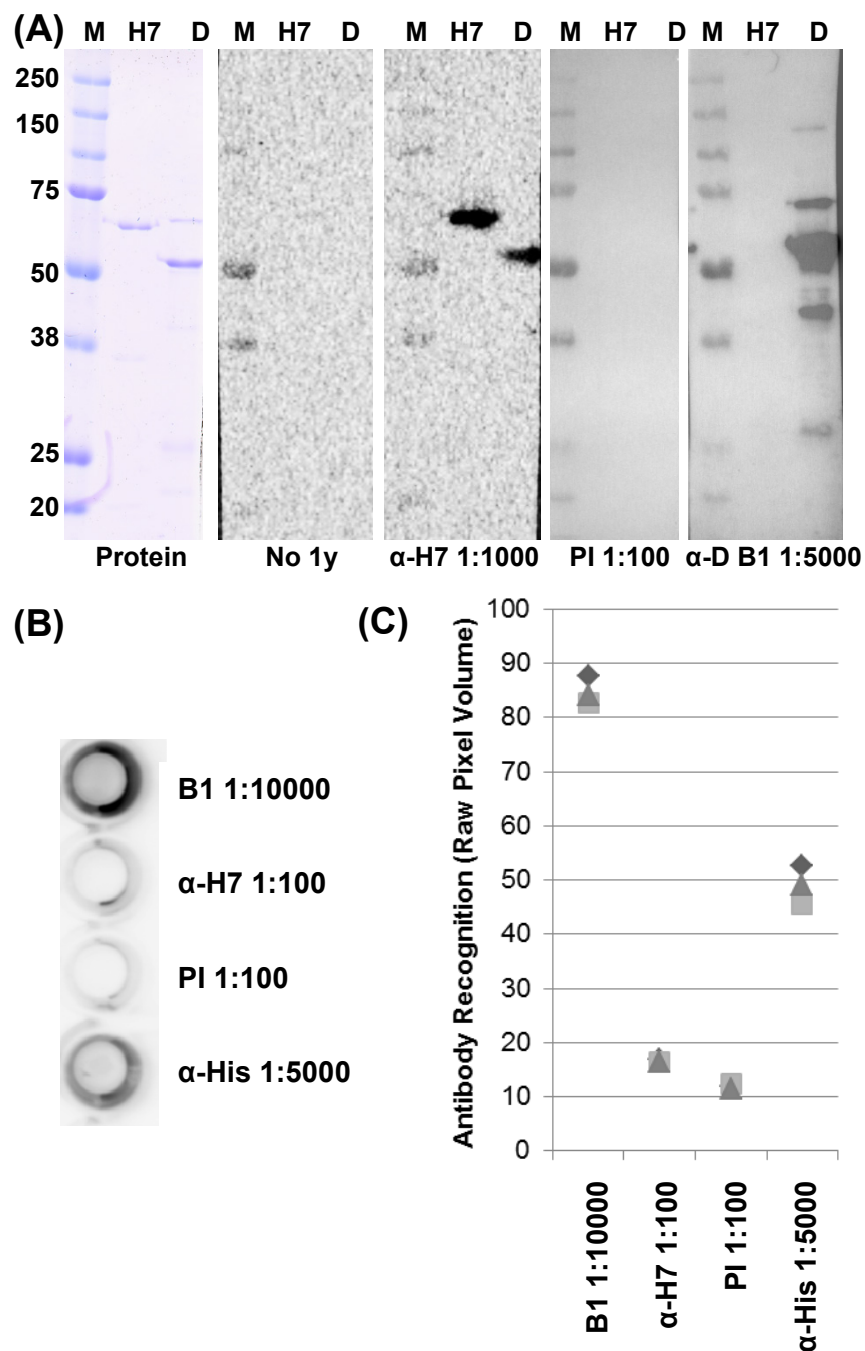 (A)
M H7 D M H7 D M H7 D M H7 D M H7 D
250
150
75
50
38
25
20
Protein No 1y α-H7 1:1000 PI 1:100 α-D B1 1:5000
(B)
B1 1:10000
α-H7 1:100
PI 1:100
α-His 1:5000
(C)
Antibody Recognition (Raw Pixel Volume)
100
90
80
70
60
50
40
30
20
10
0
B1 1:10000
α-H7 1:100
PI 1:100
α-His 1:5000